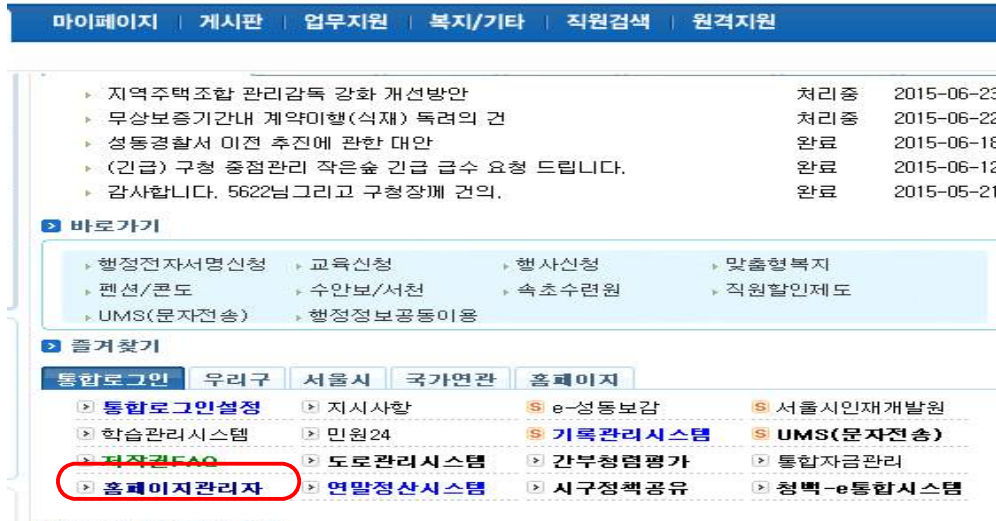 마이페이지 | 게시판 | 업무지원 | 복지/기타 | 직원검색 | 원격지원
지역주택조합 관리감독 강화 개선방안 처리중 2015-06-23
무상보증기간내 계약이행(식재) 독려의 건 처리중 2015-06-22
성동경찰서 이전 추진에 관한 대안 완료 2015-06-18
(긴급) 구청 중점관리 작은숲 긴급 급수 요청 드립니다. 완료 2015-06-12
감사합니다. 5622님그리고 구청장께 건의. 완료 2015-05-21
바로가기
행정전자서명신청 교육신청 행사신청 맞춤형복지
펜션/콘도 수안보/서천 속초수련원 직원할인제도
UMS(문자전송) 행정정보공동이용
즐겨찾기
통합로그인 우리구 서울시 국가연관 홈페이지
통합로그인설정 지시사항 S e-성동보감 S 서울시인재개발원
학습관리시스템 민원24 S 기록관리시스템 S UMS(문자전송)
저작권FAQ 도로관리시스템 간부청렴평가 통합자금관리
홈페이지관리자 연말정산시스템 시구정책공유 청백-e통합시스템